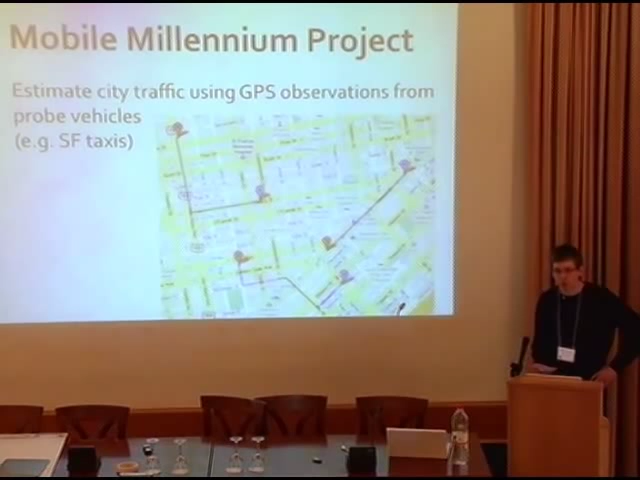 Mobile Millennium Project
Estimate city traffic using GPS observations from
probe vehicles
(e.g. SF taxis)